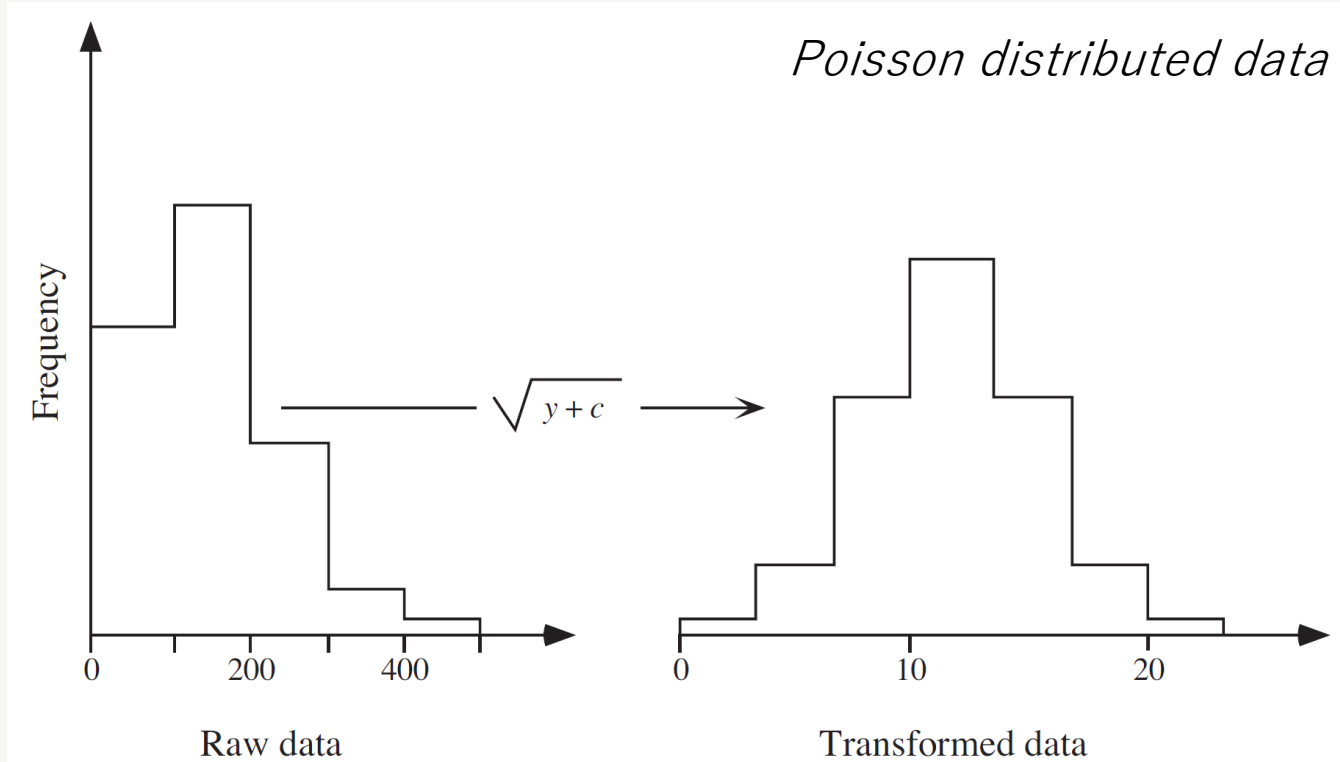 Poisson distributed data
Frequency
√y + c
0 200 400
0 10 20
Raw data
Transformed data